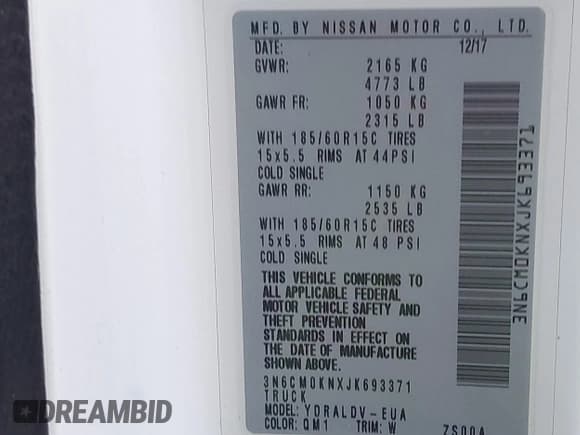 MFD. BY NISSAN MOTOR CO., LTD.
DATE: 12/17
GVWR: 2165 KG
4773 LB
GAWR FR: 1050 KG
2315 LB
WITH 185/60R15C TIRES
15x5.5 RIMS AT 44PSI
COLD SINGLE
GAWR RR: 1150 KG
2535 LB
WITH 185/60R15C TIRES
15x5.5 RIMS AT 48 PSI
COLD SINGLE
THIS VEHICLE CONFORMS TO
ALL APPLICABLE FEDERAL
MOTOR VEHICLE SAFETY AND
THEFT PREVENTION
STANDARDS IN EFFECT ON
THE DATE OF MANUFACTURE
SHOWN ABOVE.
3N6CM0KNXJK693371
TRUCK
MODEL: YDRALDV-EUA
COLOR: QM1 TRIM: W ZS00A
3N6CM0KNXJK693371
DREAMBID